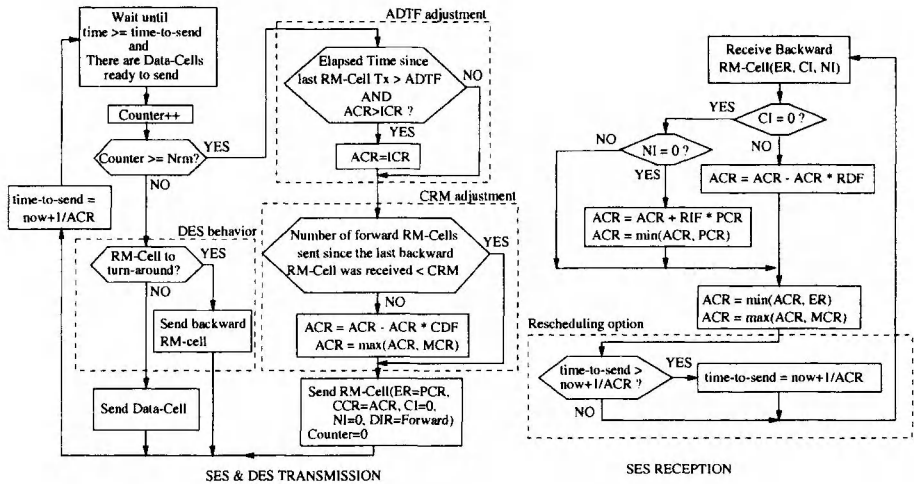 Wait until
time >= time-to-send
and
There are Data-Cells
ready to send
Counter++
Counter >= Nrm?
YES
NO
time-to-send =
now+1/ACR
DES behavior
RM-Cell to
turn-around?
YES
NO
Send backward
RM-cell
Send Data-Cell
ADTF adjustment
Elapsed Time since
last RM-Cell Tx > ADTF
AND
ACR>ICR ?
NO
YES
ACR=ICR
CRM adjustment
Number of forward RM-Cells
sent since the last backward
RM-Cell was received < CRM
YES
NO
ACR = ACR - ACR * CDF
ACR = max(ACR, MCR)
Send RM-Cell(ER=PCR,
CCR=ACR, CI=0,
NI=0, DIR=Forward)
Counter=0
SES & DES TRANSMISSION
Receive Backward
RM-Cell(ER, CI, NI)
YES
CI = 0 ?
NO
NO
NI = 0 ?
YES
ACR = ACR - ACR * RDF
ACR = ACR + RIF * PCR
ACR = min(ACR, PCR)
ACR = min(ACR, ER)
ACR = max(ACR, MCR)
Rescheduling option
time-to-send >
now+1/ACR ?
YES
time-to-send = now+1/ACR
NO
SES RECEPTION